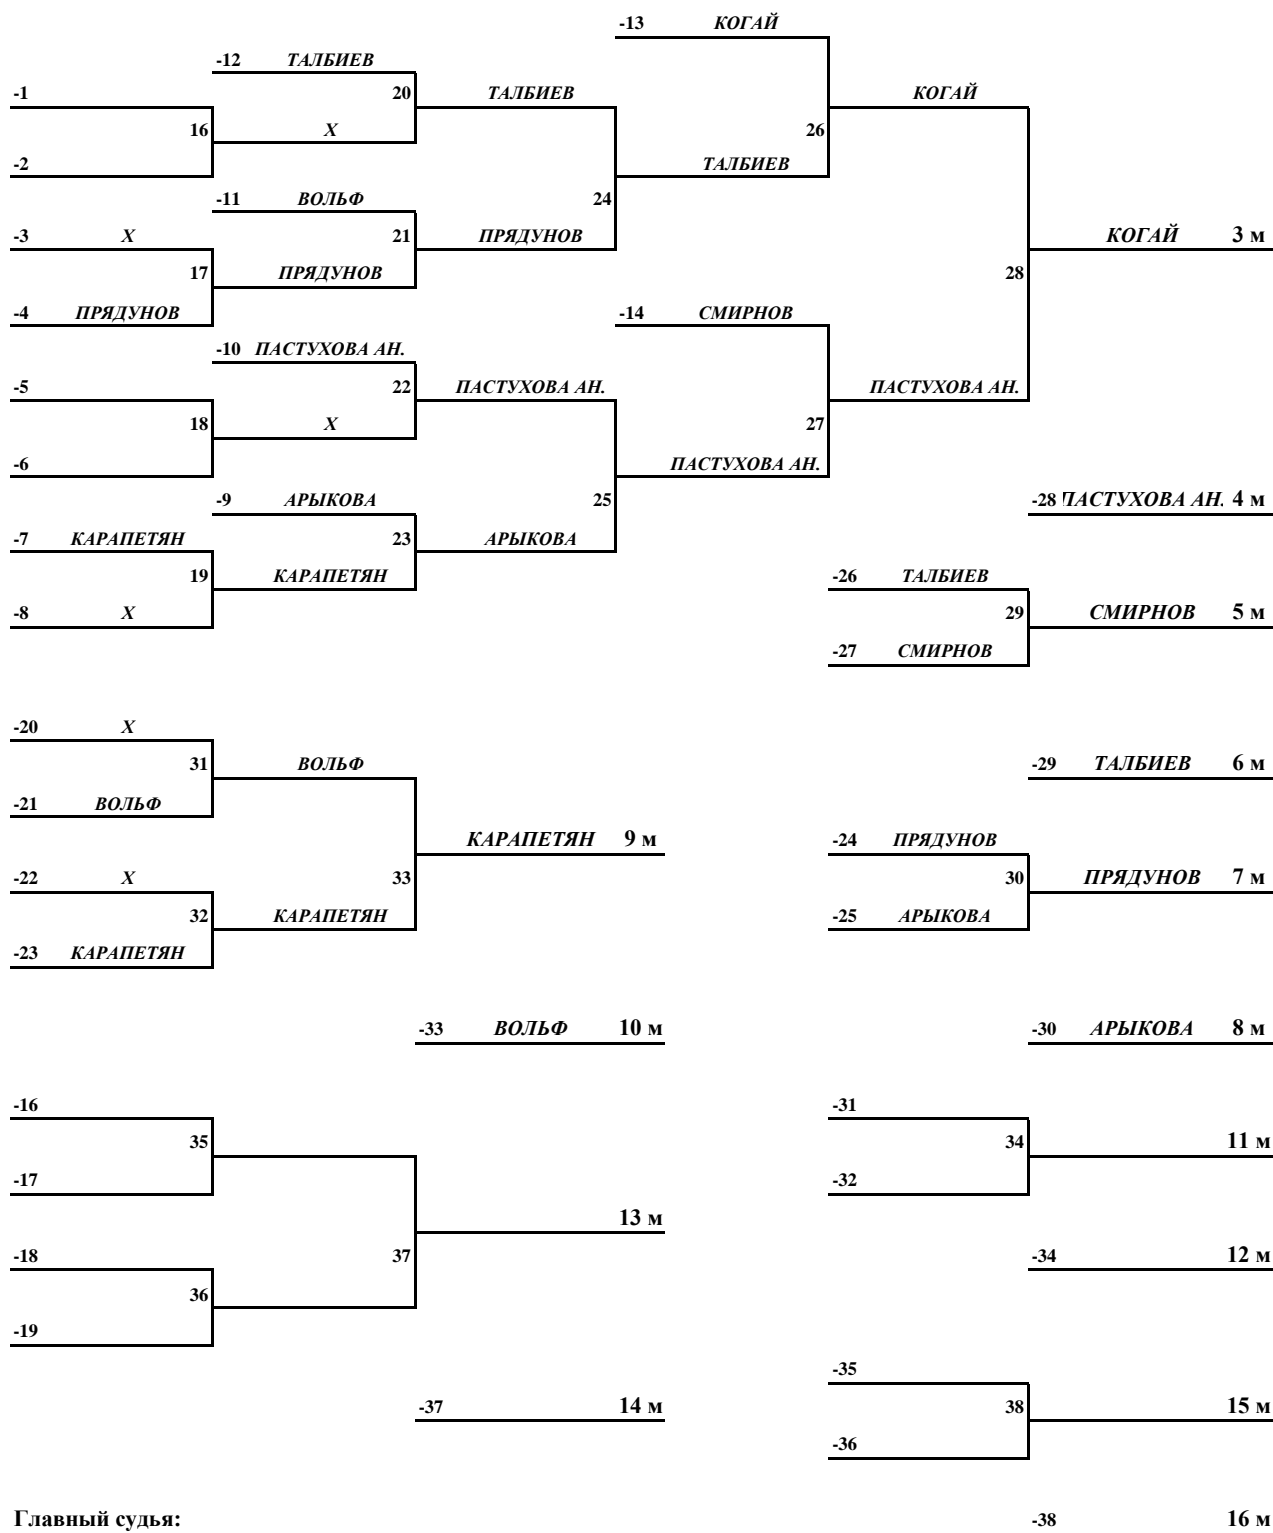 -13 КОГАЙ
-12 ТАЛБИЕВ
-1 20 ТАЛБИЕВ КОГАЙ
16 X 26
-2 ТАЛБИЕВ
-11 ВОЛЬФ 24
-3 X 21 ПРЯДУНОВ КОГАЙ 3 м
17 ПРЯДУНОВ 28
-4 ПРЯДУНОВ -14 СМИРНОВ
-10 ПАСТУХОВА АН.
-5 22 ПАСТУХОВА АН. ПАСТУХОВА АН.
18 X 27
-6 ПАСТУХОВА АН.
-9 АРЫКОВА 25 -28 ПАСТУХОВА АН. 4 м
-7 КАРАПЕТЯН 23 АРЫКОВА
19 КАРАПЕТЯН -26 ТАЛБИЕВ
-8 X 29 СМИРНОВ 5 м
-27 СМИРНОВ
-20 X
31 ВОЛЬФ -29 ТАЛБИЕВ 6 м
-21 ВОЛЬФ
КАРАПЕТЯН 9 м -24 ПРЯДУНОВ
-22 X 33 30 ПРЯДУНОВ 7 м
32 КАРАПЕТЯН -25 АРЫКОВА
-23 КАРАПЕТЯН
-33 ВОЛЬФ 10 м -30 АРЫКОВА 8 м
-16 -31
35 34 11 м
-17 -32
13 м
-18 37 -34 12 м
36
-19
-35
-37 14 м 38 15 м
-36
Главный судья: -38 16 м